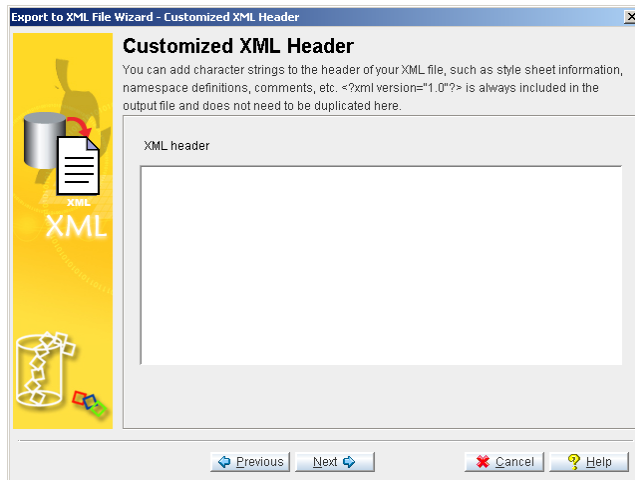 Export to XML File Wizard - Customized XML Header
Customized XML Header
You can add character strings to the header of your XML file, such as style sheet information,
namespace definitions, comments, etc. <?xml version="1.0"?> is always included in the
output file and does not need to be duplicated here.
XML header
XML
XML
Previous
Next
Cancel
Help